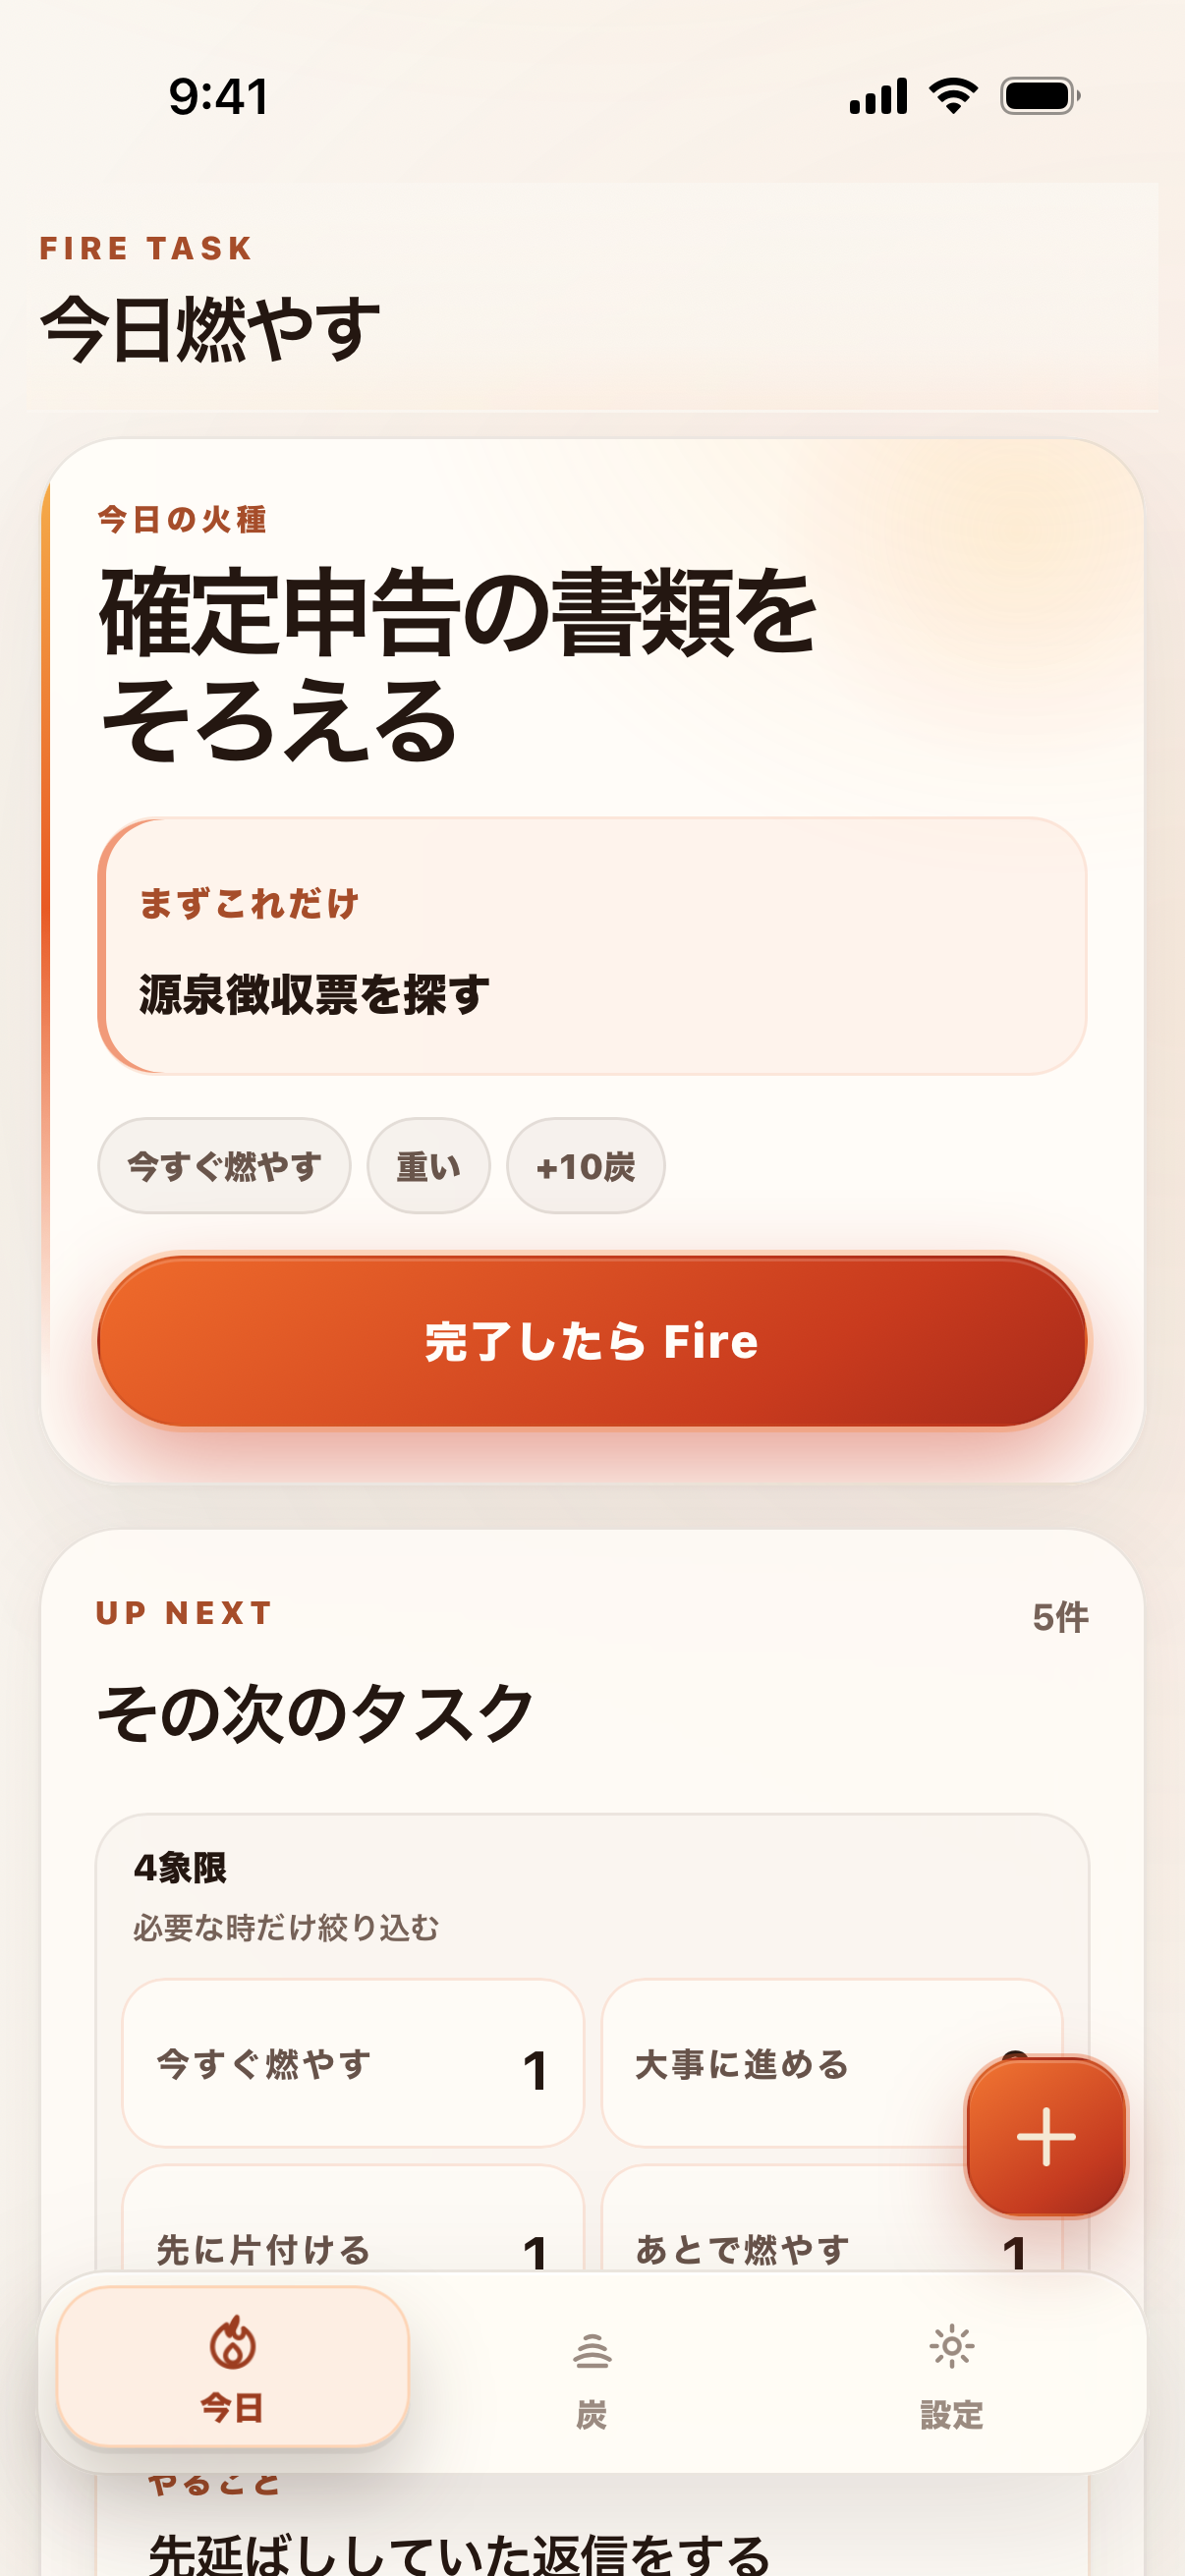 9:41
FIRE TASK
今日燃やす
今日の火種
確定申告の書類を
そろえる
まずこれだけ
源泉徴収票を探す
今すぐ燃やす 重い +10炭
完了したら Fire
UP NEXT 5件
その次のタスク
4象限
必要な時だけ絞り込む
今すぐ燃やす 1 大事に進める
先に片付ける 1 あとで燃やす 1
今日 炭 設定
やること
先延ばししていた返信をする